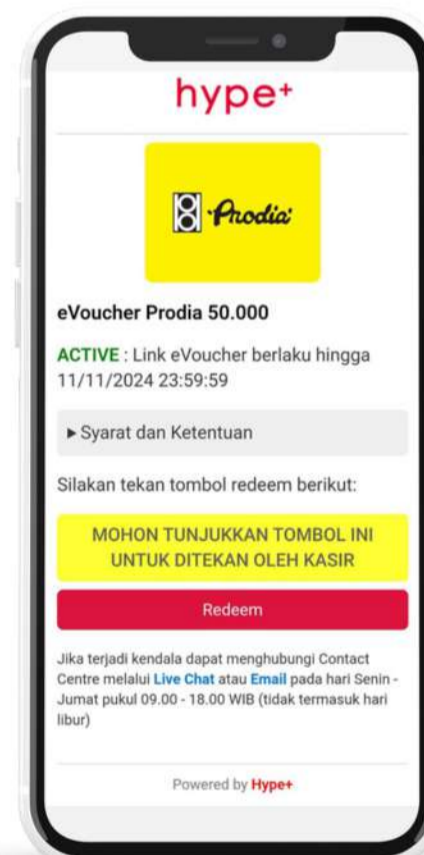 hype+
Prodia
eVoucher Prodia 50.000
ACTIVE : Link eVoucher berlaku hingga
11/11/2024 23:59:59
▶ Syarat dan Ketentuan
Silakan tekan tombol redeem berikut:
MOHON TUNJUKKAN TOMBOL INI
UNTUK DITEKAN OLEH KASIR
Redeem
Jika terjadi kendala dapat menghubungi Contact
Centre melalui Live Chat atau Email pada hari Senin -
Jumat pukul 09.00 - 18.00 WIB (tidak termasuk hari
libur)
Powered by Hype+